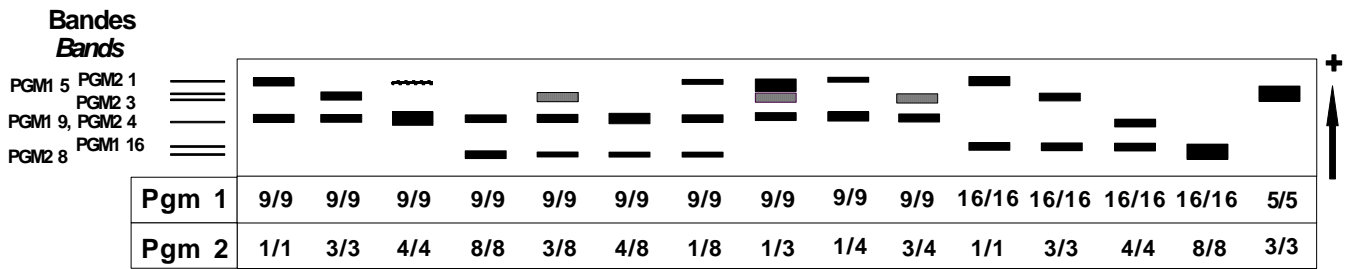 Bandes
Bands
+
PGM1 5 PGM2 1
PGM2 3
PGM1 9, PGM2 4
PGM1 16
PGM2 8
Pgm 1 9/9 9/9 9/9 9/9 9/9 9/9 9/9 9/9 9/9 9/9 16/16 16/16 16/16 16/16 5/5
Pgm 2 1/1 3/3 4/4 8/8 3/8 4/8 1/8 1/3 1/4 3/4 1/1 3/3 4/4 8/8 3/3